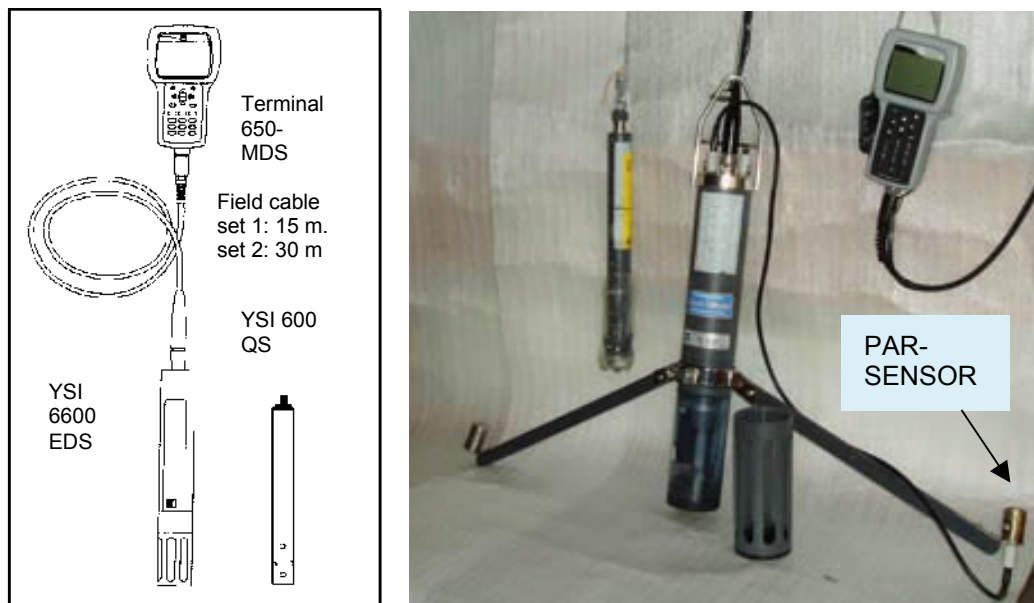 Terminal
650-
MDS
Field cable
set 1: 15 m.
set 2: 30 m
YSI 600
QS
YSI
6600
EDS
PAR-
SENSOR